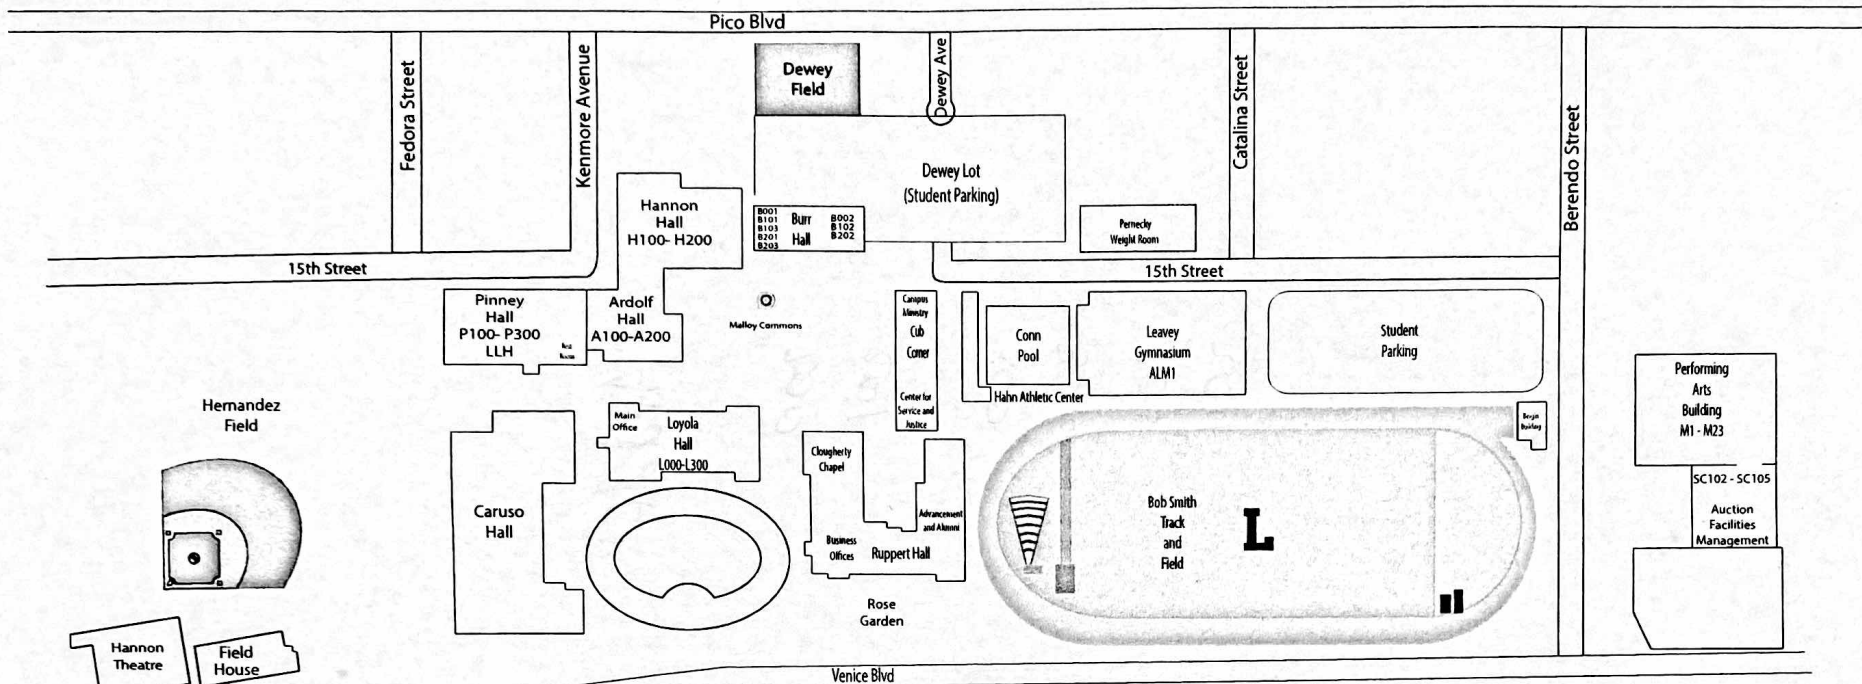 Pico Blvd
Fedora Street
Kenmore Avenue
Dewey
Field
Dewey Ave
Catalina Street
Berendo Street
Dewey Lot
(Student Parking)
Hannon
Hall
H100- H200
B001
B101
B103
B201
B203
Burr
Hall
B002
B102
B202
Pernecky
Weight Room
15th Street
15th Street
Pinney
Hall
P100- P300
LLH
Ardolf
Hall
A100-A200
Malloy Commons
Campus
Ministry
Cub
Corner
Center for
Service and
Justice
Conn
Pool
Leavey
Gymnasium
ALM1
Student
Parking
Hahn Athletic Center
Performing
Arts
Building
M1 - M23
SC102 - SC105
Auction
Facilities
Management
Hernandez
Field
Main
Office
Loyola
Hall
L000-L300
Caruso
Hall
Clougherty
Chapel
Advancement
and Alumni
Business
Offices
Ruppert Hall
Rose
Garden
Bob Smith
Track
and
Field
L
Building
Hannon
Theatre
Field
House
Venice Blvd